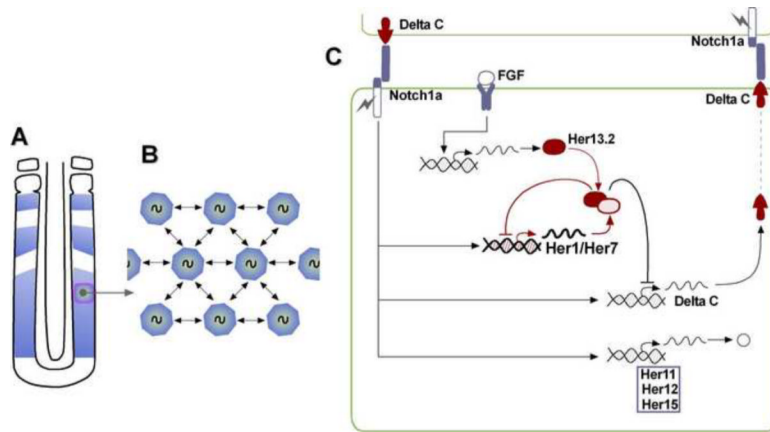 A
B
C
Delta C
Notch1a
FGF
Notch1a
Delta C
Her13.2
Her1/Her7
Delta C
Her11
Her12
Her15